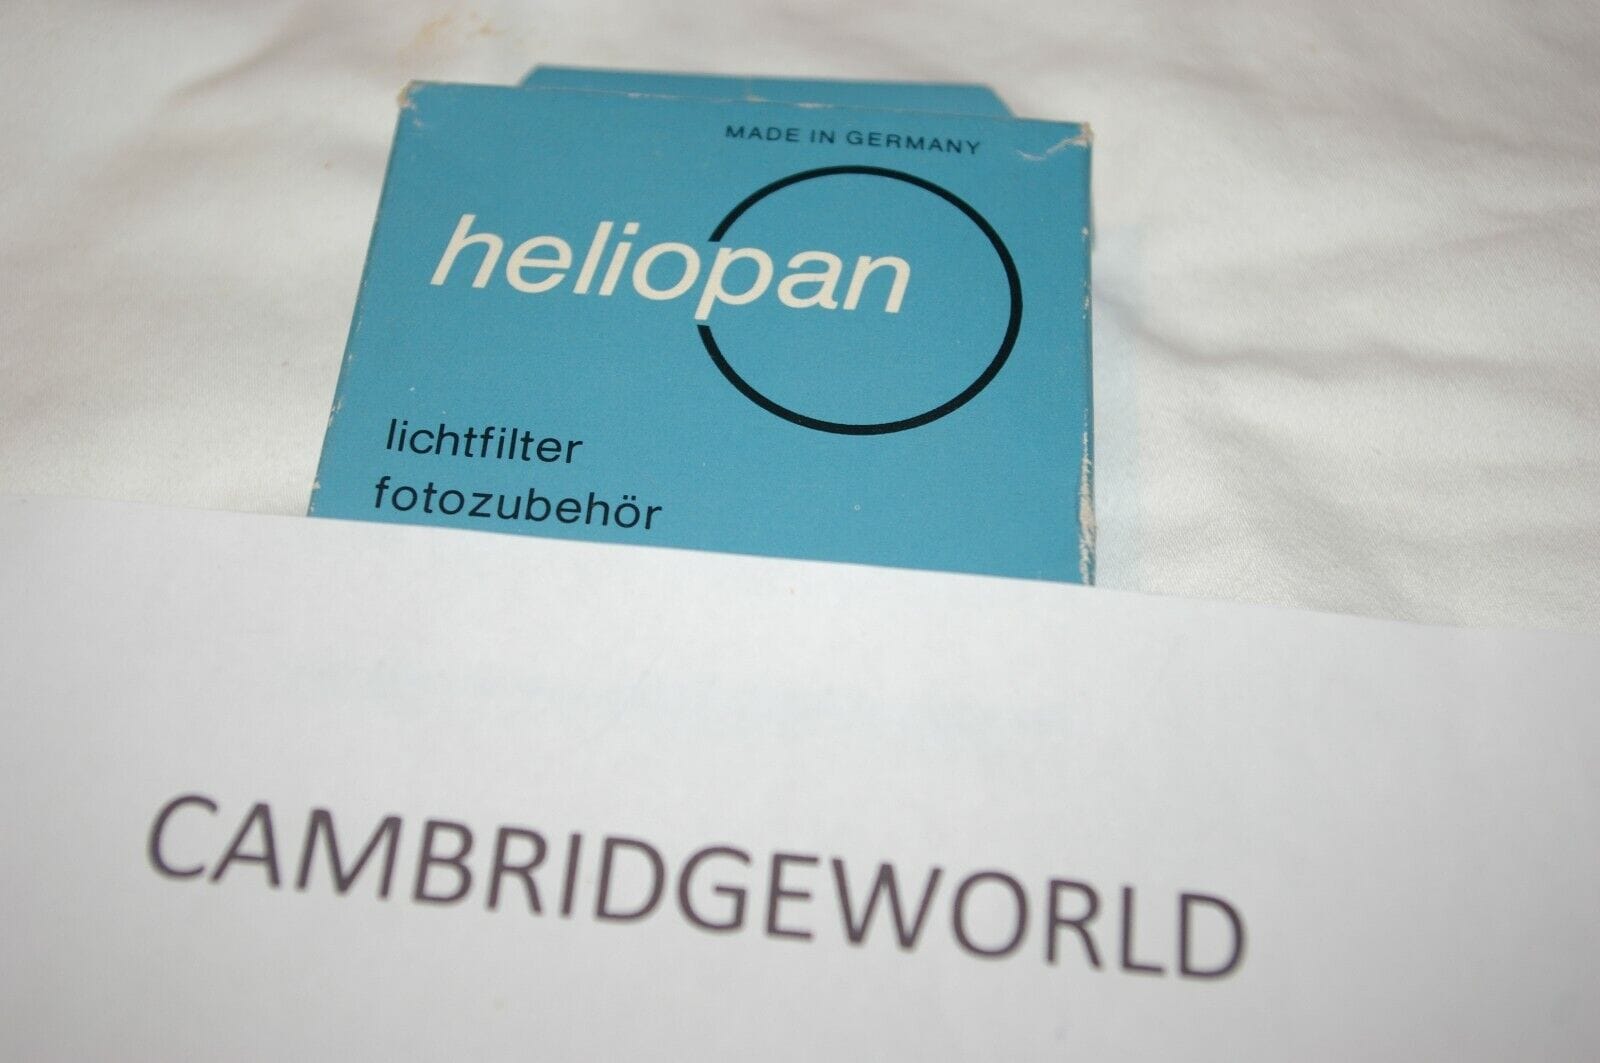 MADE IN GERMANY
heliopan
lichtfilter
fotozubehör
CAMBRIDGEWORLD